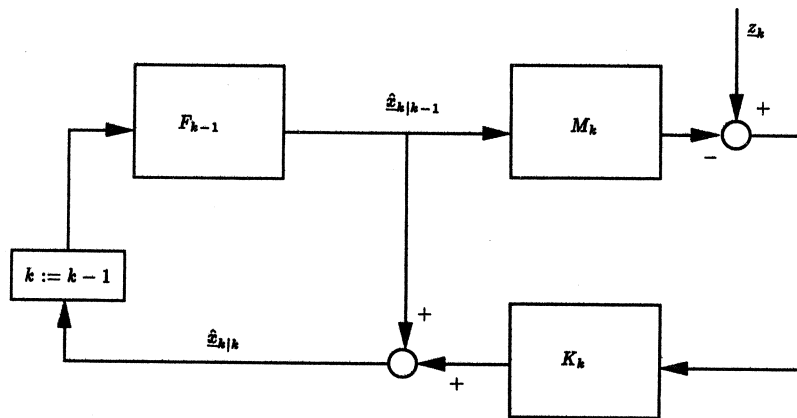 z_k
F_{k-1}
x̂_{k|k-1}
M_k
+
−
k := k − 1
+
x̂_{k|k}
+
K_k